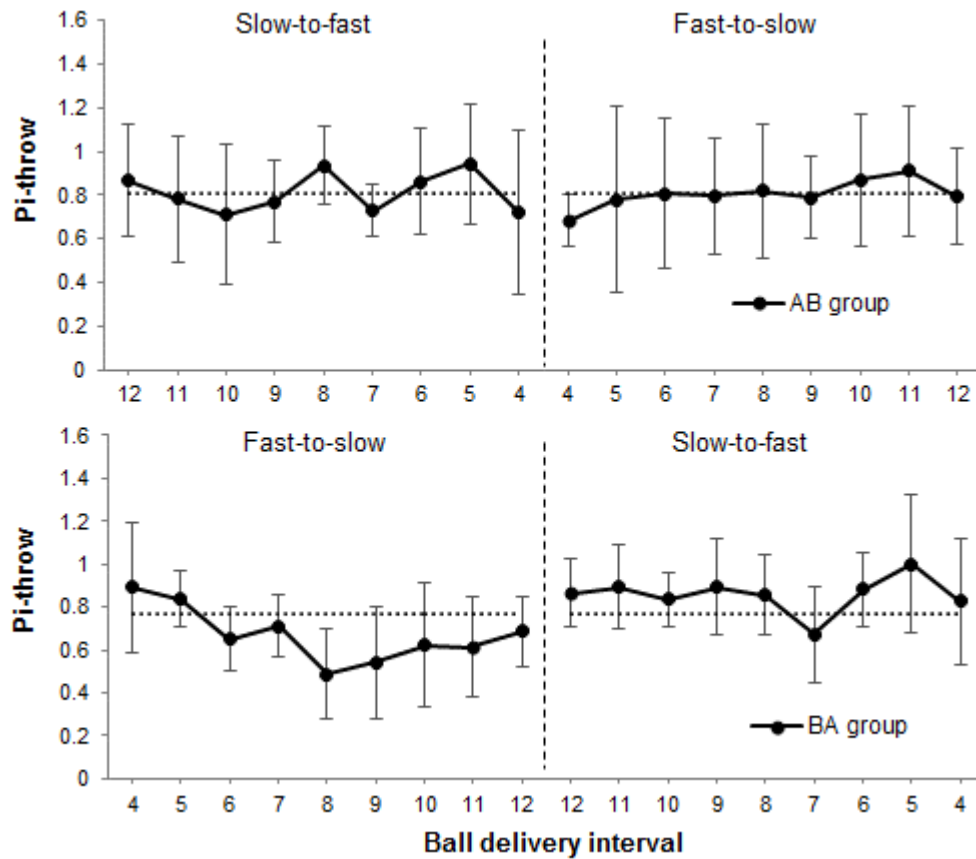 Slow-to-fast Fast-to-slow
1.6
1.4
1.2
1
0.8
0.6
0.4
0.2
0
Pi-throw
AB group
12 11 10 9 8 7 6 5 4 4 5 6 7 8 9 10 11 12
Fast-to-slow Slow-to-fast
1.6
1.4
1.2
1
0.8
0.6
0.4
0.2
0
Pi-throw
BA group
4 5 6 7 8 9 10 11 12 12 11 10 9 8 7 6 5 4
Ball delivery interval